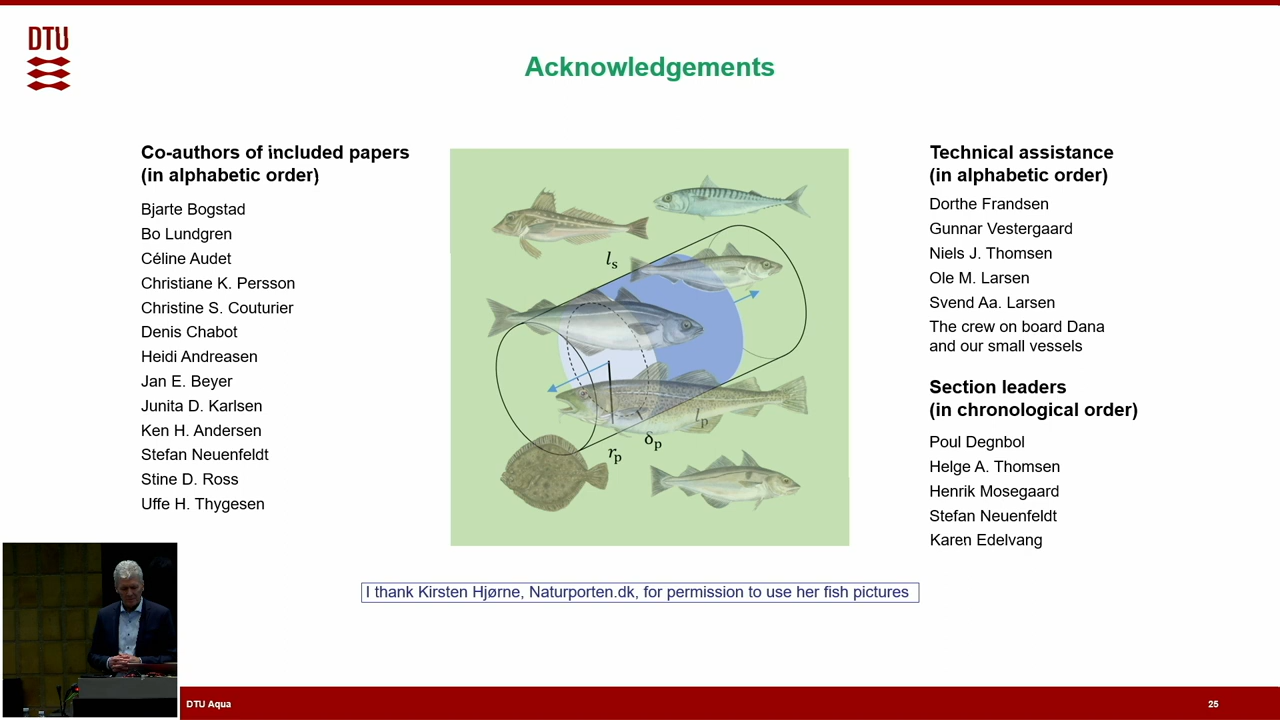 DTU
Acknowledgements
Co-authors of included papers
(in alphabetic order)
Bjarte Bogstad
Bo Lundgren
Céline Audet
Christiane K. Persson
Christine S. Couturier
Denis Chabot
Heidi Andreasen
Jan E. Beyer
Junita D. Karlsen
Ken H. Andersen
Stefan Neuenfeldt
Stine D. Ross
Uffe H. Thygesen
l_s
l_p
δ_p
r_p
Technical assistance
(in alphabetic order)
Dorthe Frandsen
Gunnar Vestergaard
Niels J. Thomsen
Ole M. Larsen
Svend Aa. Larsen
The crew on board Dana
and our small vessels
Section leaders
(in chronological order)
Poul Degnbol
Helge A. Thomsen
Henrik Mosegaard
Stefan Neuenfeldt
Karen Edelvang
I thank Kirsten Hjørne, Naturporten.dk, for permission to use her fish pictures
DTU Aqua
25